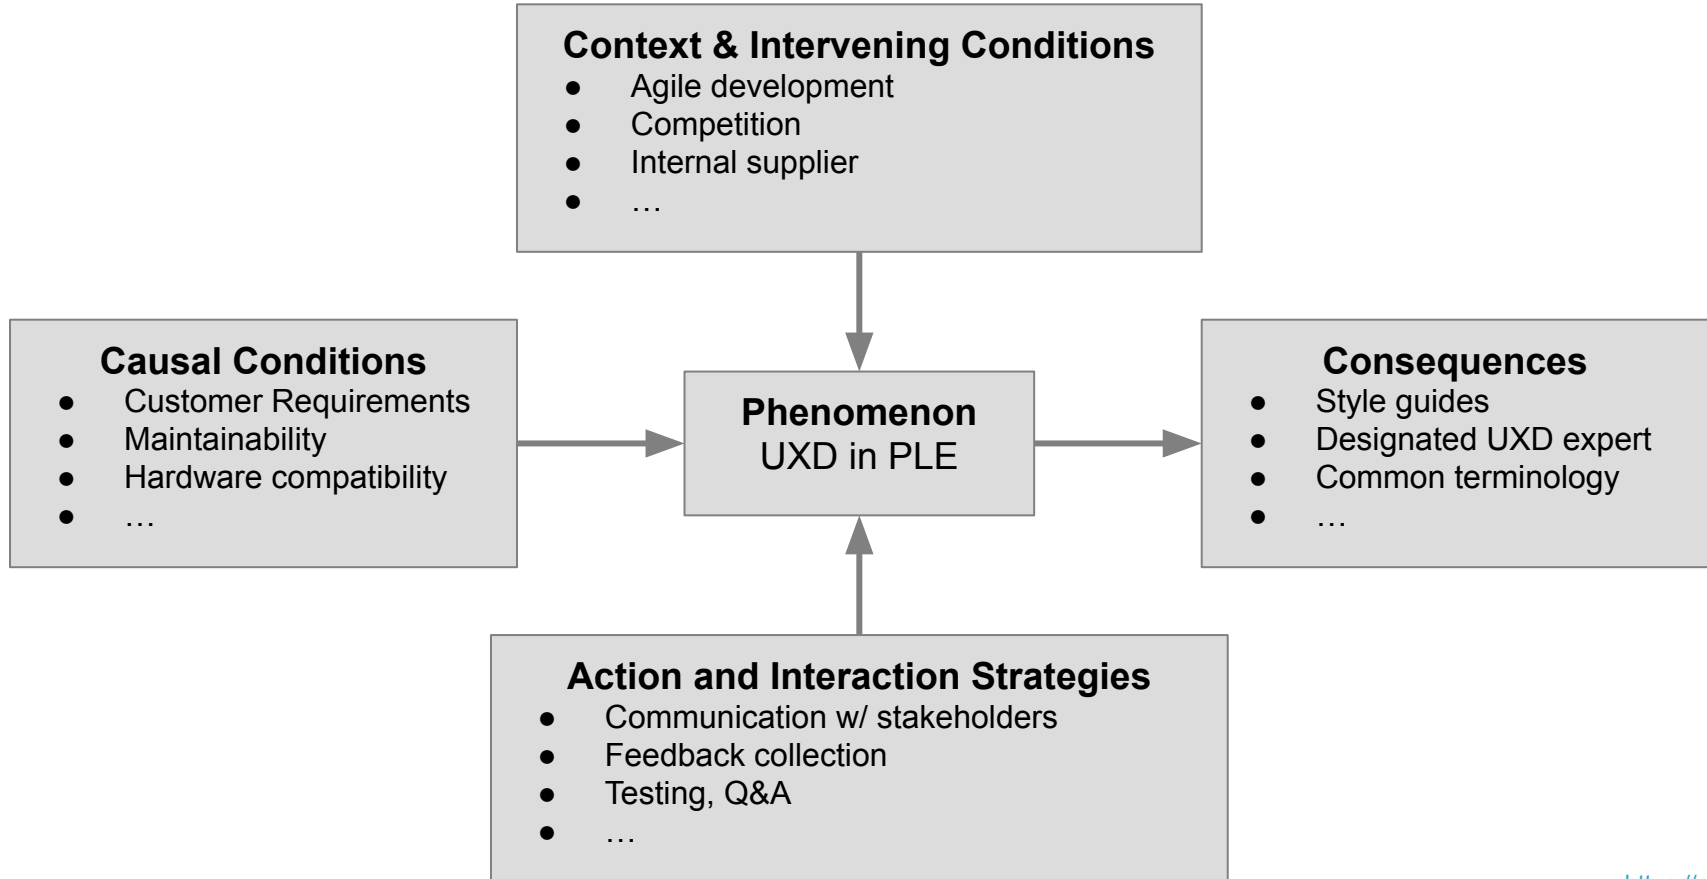 Context & Intervening Conditions
● Agile development
● Competition
● Internal supplier
● …
Causal Conditions
● Customer Requirements
● Maintainability
● Hardware compatibility
● …
Phenomenon
UXD in PLE
Consequences
● Style guides
● Designated UXD expert
● Common terminology
● …
Action and Interaction Strategies
● Communication w/ stakeholders
● Feedback collection
● Testing, Q&A
● …